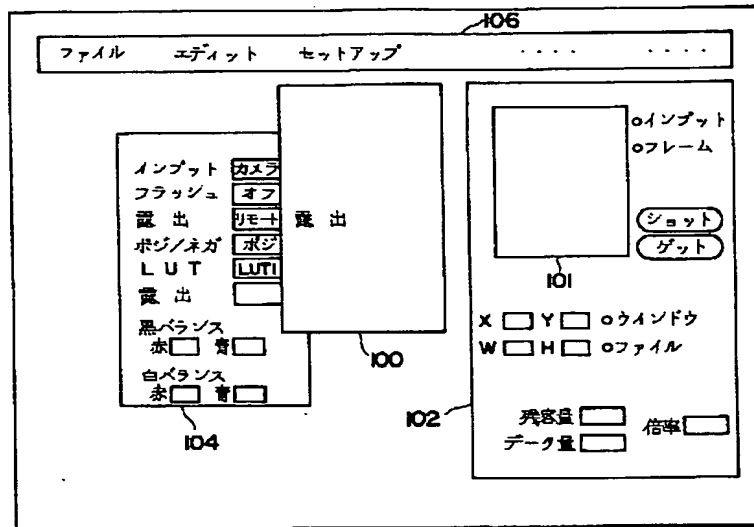 106
ファイル エディット セットアップ ・・・・ ・・・・
インプット カメラ
フラッシュ オフ
露出 リモート 露出
ポジ/ネガ ポジ
LUT LUT1
露出
黒バランス
赤 青
白バランス
赤 青
104
100
インプット
フレーム
ショット
ゲット
101
X Y ウインドウ
W H ファイル
残容量
データ量
倍率
102